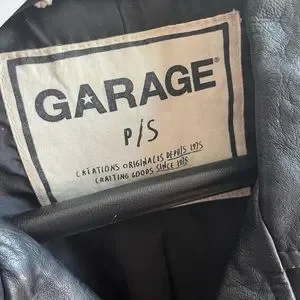 GARAGE®
P/S
CRÉATIONS ORIGINALES DEPUIS 1975
CRAFTING GOODS SINCE 1975